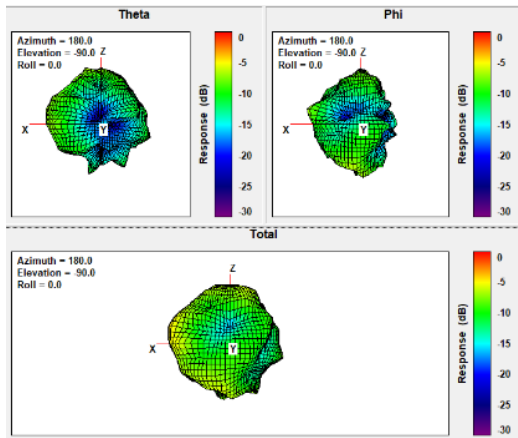 Theta
Azimuth = 180.0
Elevation = -90.0
Roll = 0.0
Z
X
Y
0
-5
-10
-15
-20
-25
-30
Response (dB)
Phi
Azimuth = 180.0
Elevation = -90.0
Roll = 0.0
Z
X
Y
0
-5
-10
-15
-20
-25
-30
Response (dB)
Total
Azimuth = 180.0
Elevation = -90.0
Roll = 0.0
Z
X
Y
0
-5
-10
-15
-20
-25
-30
Response (dB)